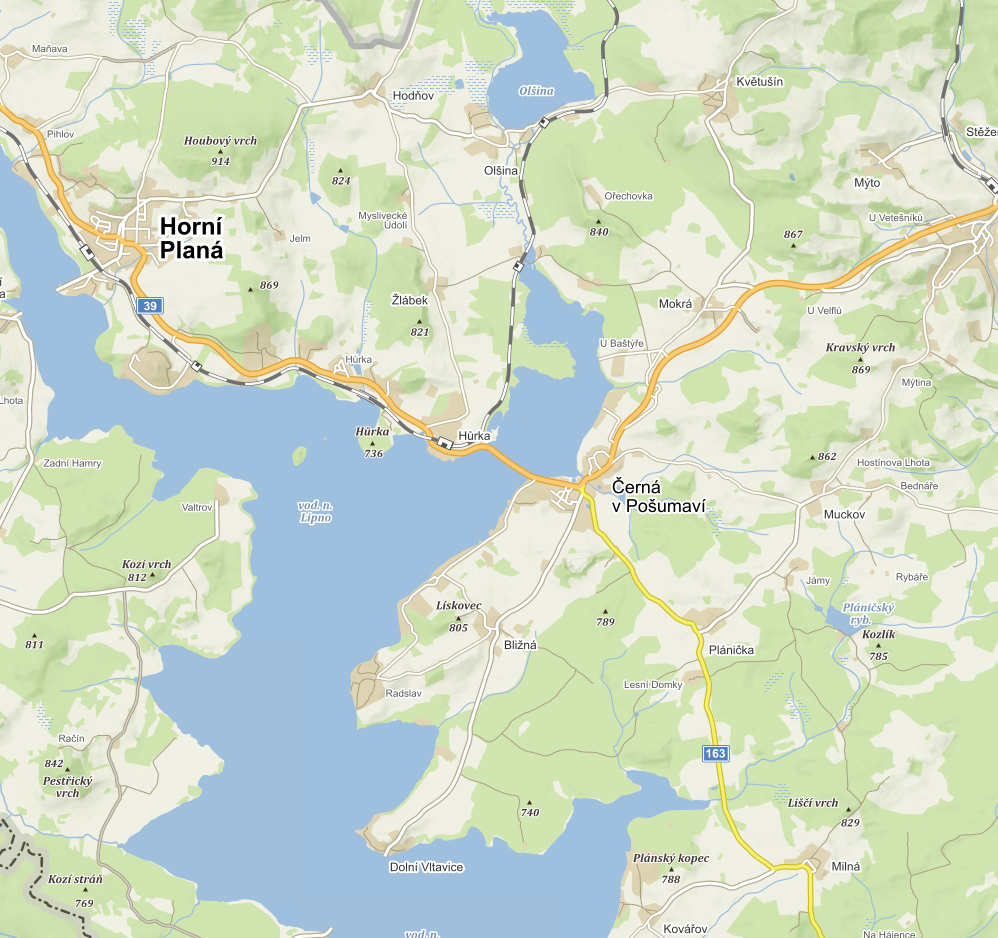 Maňava
Hodňov
Olšina
Květušín
Pihlov
Houbový vrch
914
824
Olšina
Stěže
Mýto
Ořechovka
Horní
Planá
Jelm
Myslivecké
Údolí
840
867
U Vetešníků
869
Žlábek
821
Mokrá
U Velflů
39
U Baštýře
Kravský vrch
869
Hůrka
Mýtina
Lhota
Hůrka
736
Hůrka
Zadní Hamry
862
Hostínova Lhota
Bednáře
Valtrov
vod. n.
Lipno
Černá
v Pošumaví
Muckov
Kozí vrch
812
Jámy
Rybáře
Lískovec
805
789
Pláničský
ryb.
Kozlík
785
811
Bližná
Plánička
Radslav
Lesní Domky
Račín
842
Pestřický
vrch
163
740
Liščí vrch
829
Kozí stráň
769
Dolní Vltavice
Plánský kopec
788
Milná
Kovářov
vod. n.
Na Hájence